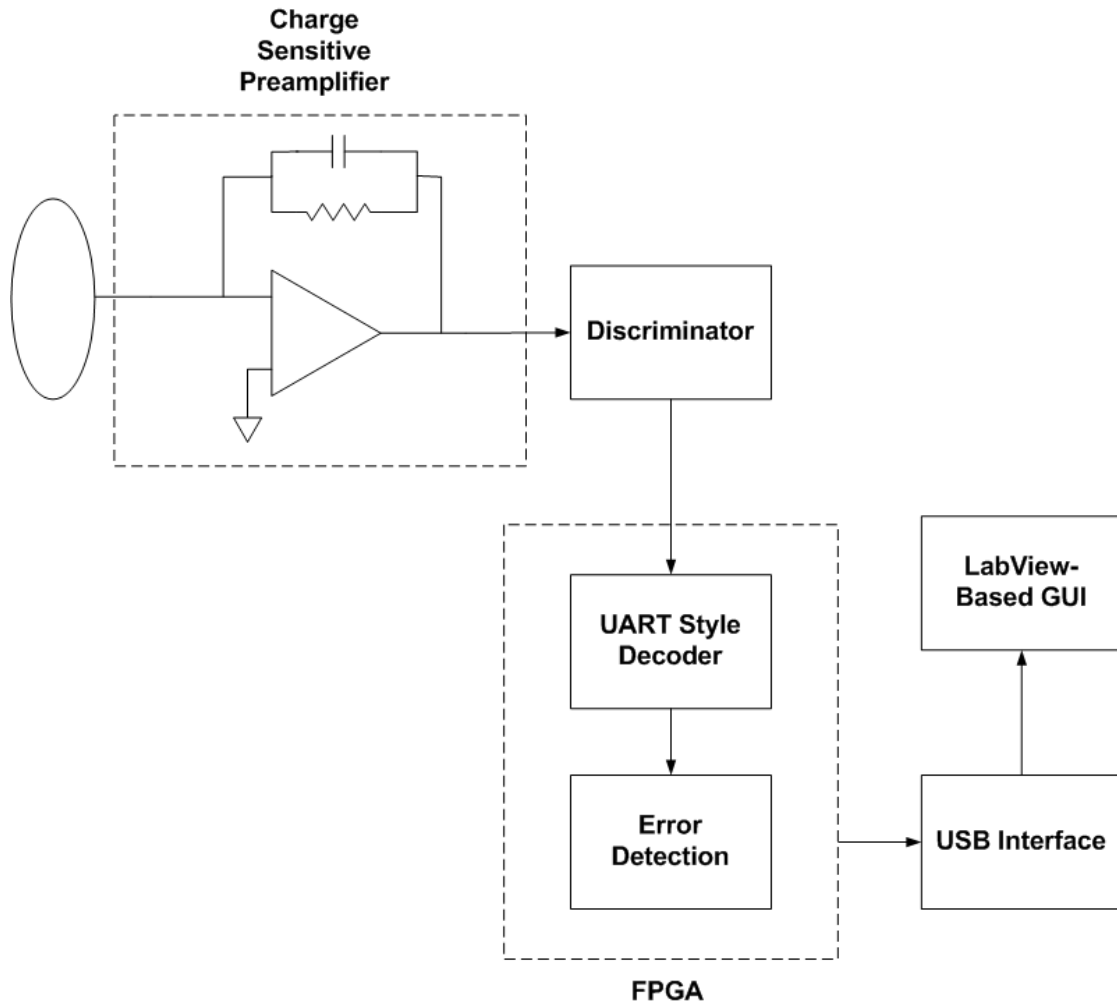 Charge
Sensitive
Preamplifier
Discriminator
UART Style
Decoder
Error
Detection
FPGA
LabView-
Based GUI
USB Interface